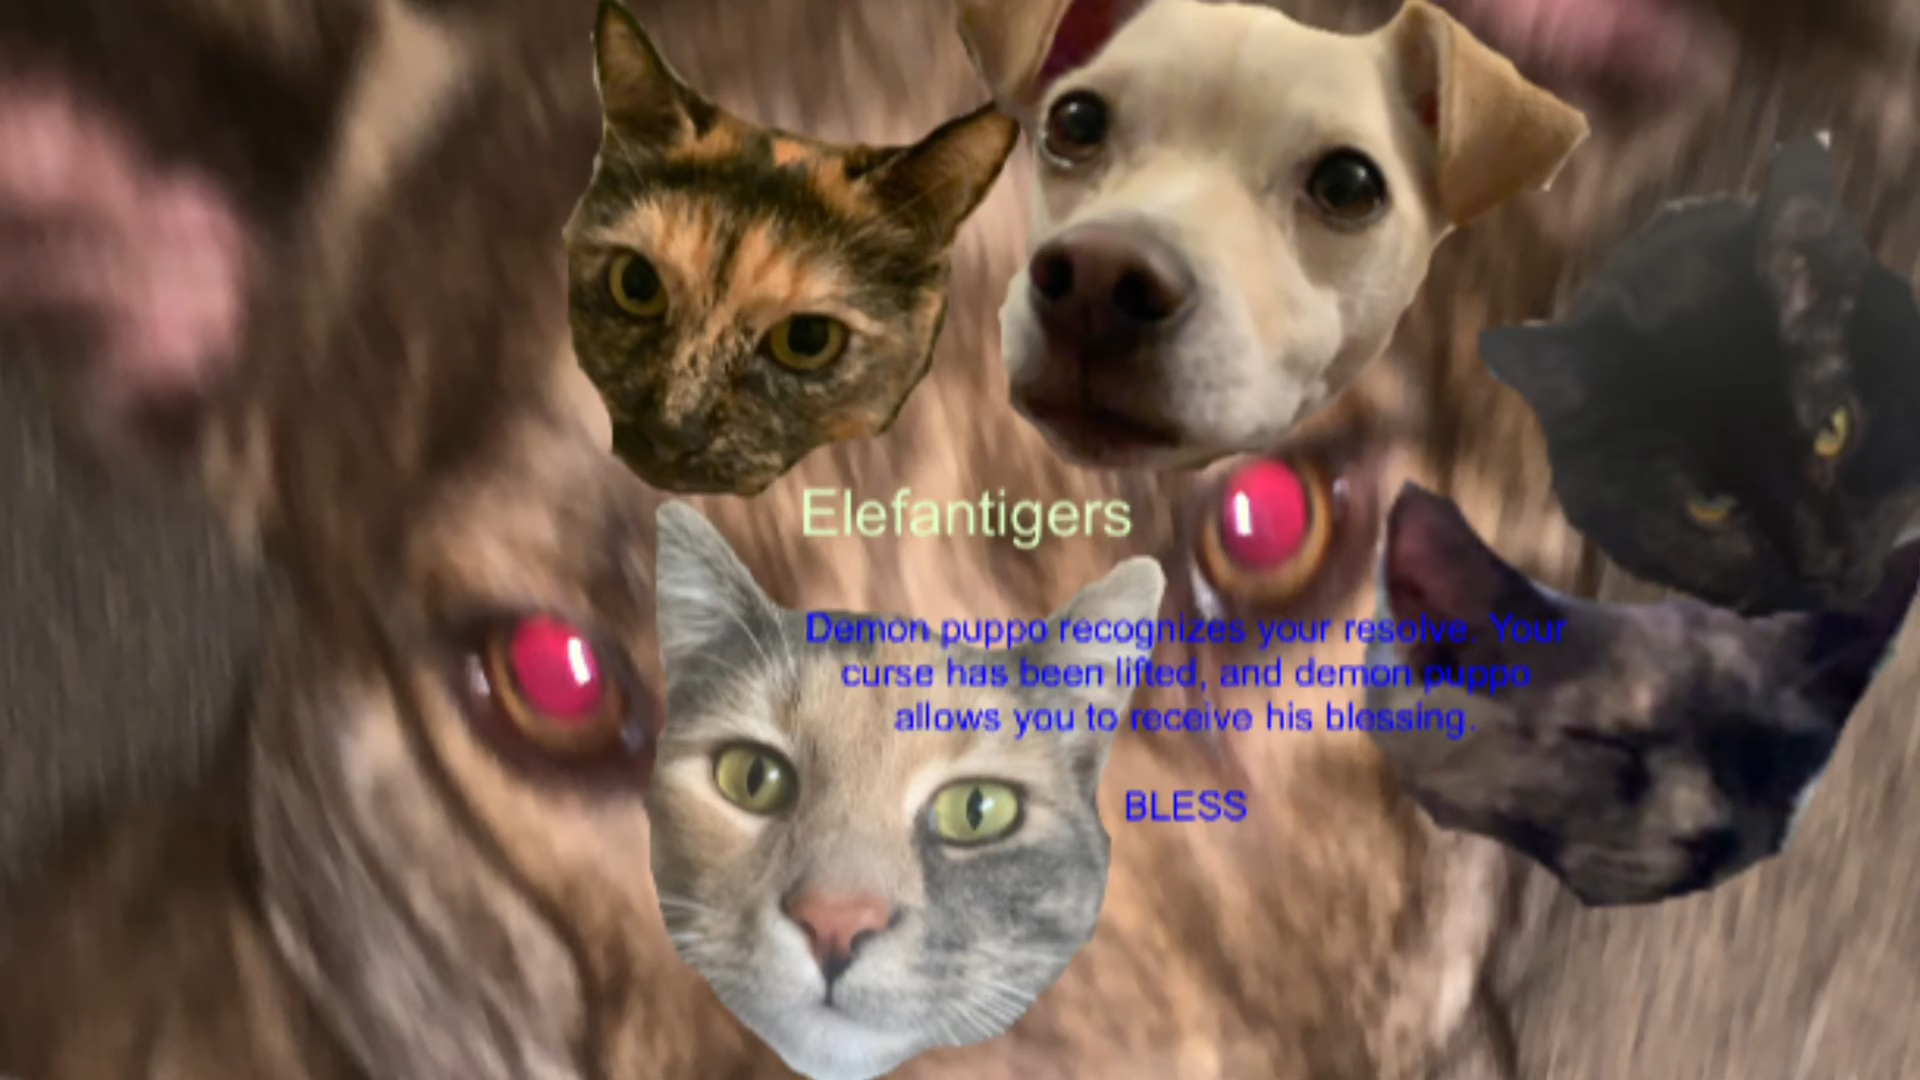 Elefantigers
Demon puppo recognizes your resolve. Your
curse has been lifted, and demon puppo
allows you to receive his blessing.
BLESS